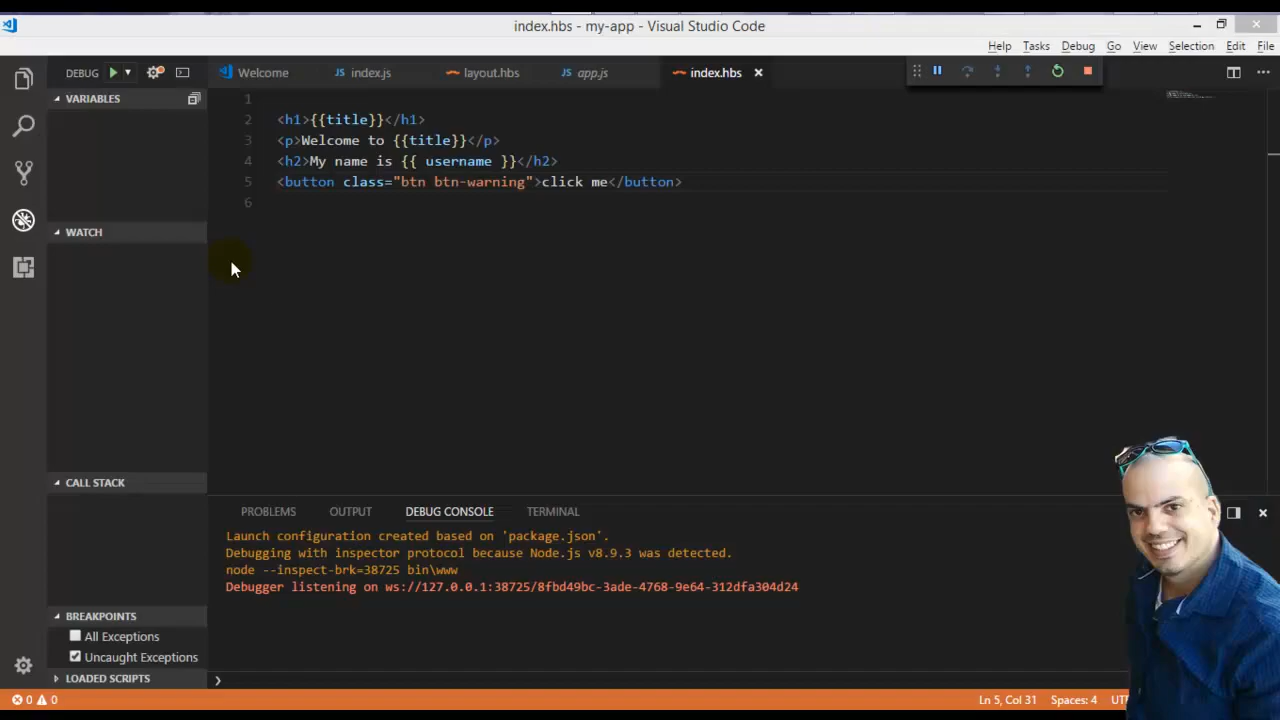 index.hbs - my-app - Visual Studio Code
Help Tasks Debug Go View Selection Edit File
DEBUG
Welcome
JS index.js
layout.hbs
JS app.js
index.hbs
VARIABLES
1
2 <h1>{{title}}</h1>
3 <p>Welcome to {{title}}</p>
4 <h2>My name is {{ username }}</h2>
5 <button class="btn btn-warning">click me</button>
6
WATCH
CALL STACK
PROBLEMS OUTPUT DEBUG CONSOLE TERMINAL
Launch configuration created based on 'package.json'.
Debugging with inspector protocol because Node.js v8.9.3 was detected.
node --inspect-brk=38725 bin\www
Debugger listening on ws://127.0.0.1:38725/8fbd49bc-3ade-4768-9e64-312dfa304d24
BREAKPOINTS
All Exceptions
Uncaught Exceptions
LOADED SCRIPTS
0 0
Ln 5, Col 31 Spaces: 4